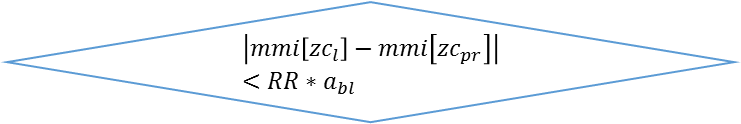 |mmi[zc_l] − mmi[zc_pr]|
< RR * a_bl